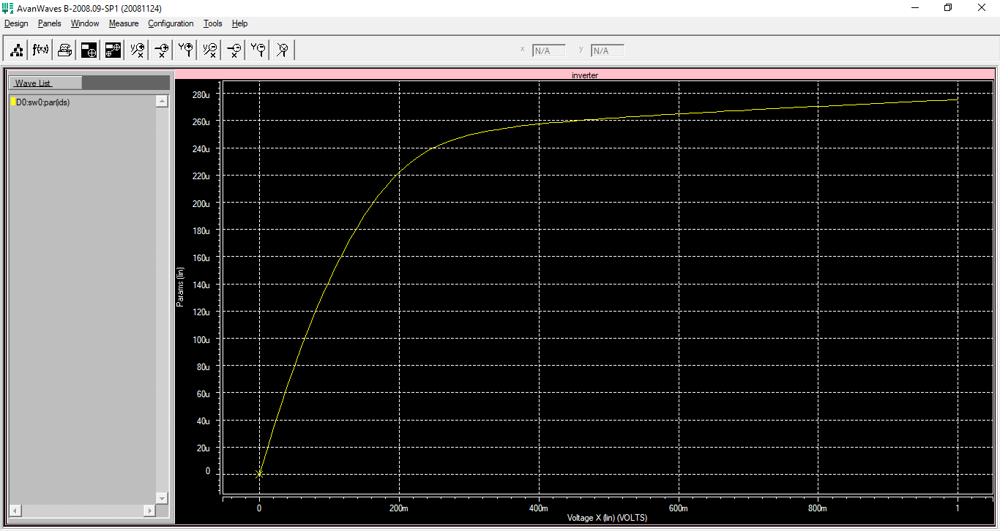 AvanWaves B-2008.09-SP1 (20081124)
Design Panels Window Measure Configuration Tools Help
f(x) x N/A y N/A
Wave List
D0:sw0:par(ids)
inverter
280u
260u
240u
220u
200u
180u
160u
140u
120u
100u
80u
60u
40u
20u
0
Params (lin)
0 200m 400m 600m 800m 1
Voltage X (lin) (VOLTS)